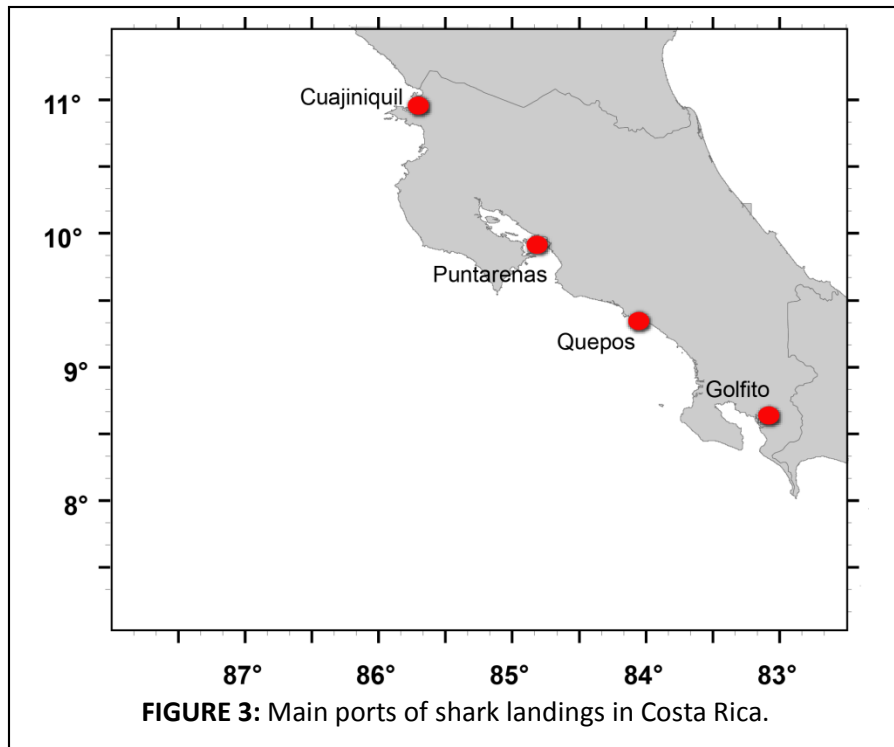 11°
Cuajiniquil
10°
Puntarenas
Quepos
9°
Golfito
8°
87° 86° 85° 84° 83°
FIGURE 3: Main ports of shark landings in Costa Rica.